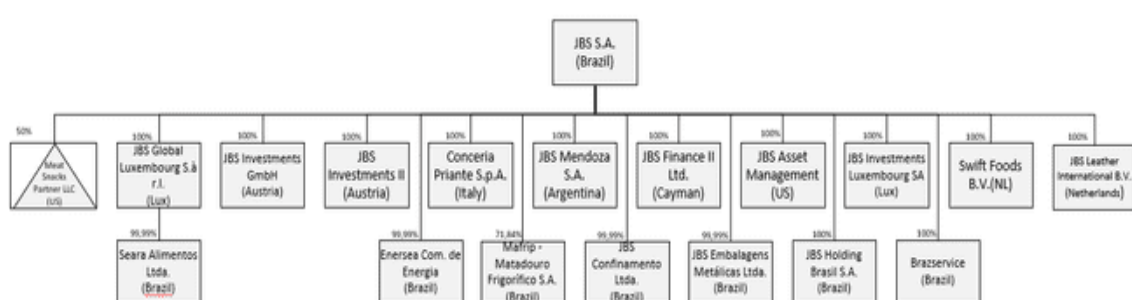 JBS S.A.
(Brazil)
50%
100%
100%
100%
100%
100%
100%
100%
100%
100%
100%
Meat
Snacks
Partner LLC
(US)
JBS Global
Luxembourg S.à
r.l.
(Lux)
JBS Investments
GmbH
(Austria)
JBS
Investments II
(Austria)
Conceria
Priante S.p.A.
(Italy)
JBS Mendoza
S.A.
(Argentina)
JBS Finance II
Ltd.
(Cayman)
JBS Asset
Management
(US)
JBS Investments
Luxembourg SA
(Lux)
Swift Foods
B.V.(NL)
JBS Leather
International B.V.
(Netherlands)
99,99%
99,99%
71,84%
99,99%
99,99%
100%
100%
Seara Alimentos
Ltda.
(Brazil)
Enersea Com. de
Energia
(Brazil)
Mafrip -
Matadouro
Frigorífico S.A.
(Brazil)
JBS
Confinamento
Ltda.
(Brazil)
JBS Embalagens
Metálicas Ltda.
(Brazil)
JBS Holding
Brasil S.A.
(Brazil)
Brazservice
(Brazil)